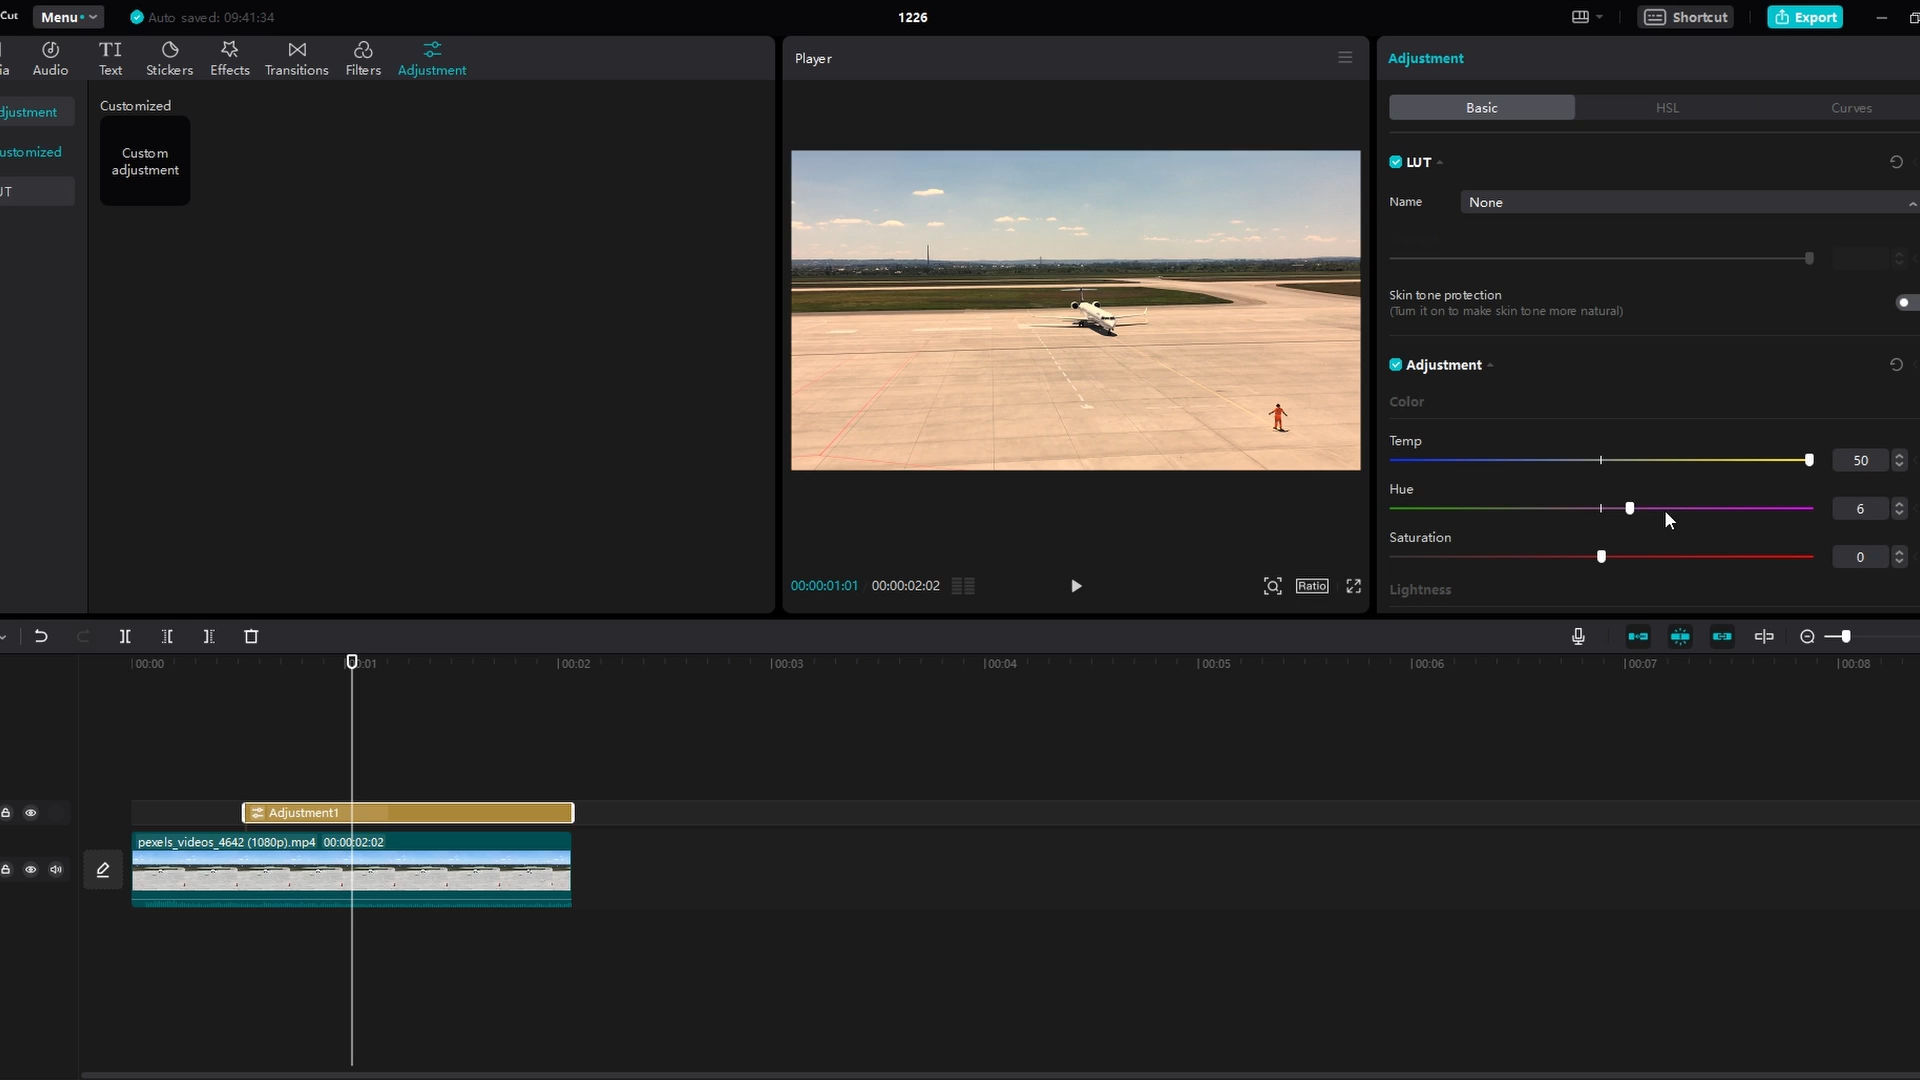 Cut Menu Auto saved: 09:41:34 1226 Shortcut Export
ia Audio Text Stickers Effects Transitions Filters Adjustment
djustment
ustomized
UT
Customized
Custom
adjustment
Player
00:00:01:01 00:00:02:02 Ratio
Adjustment
Basic HSL Curves
LUT
Name None
Skin tone protection
(Turn it on to make skin tone more natural)
Adjustment
Color
Temp
50
Hue
6
Saturation
0
Lightness
00:00 00:01 00:02 00:03 00:04 00:05 00:06 00:07 00:08
Adjustment1
pexels_videos_4642 (1080p).mp4 00:00:02:02